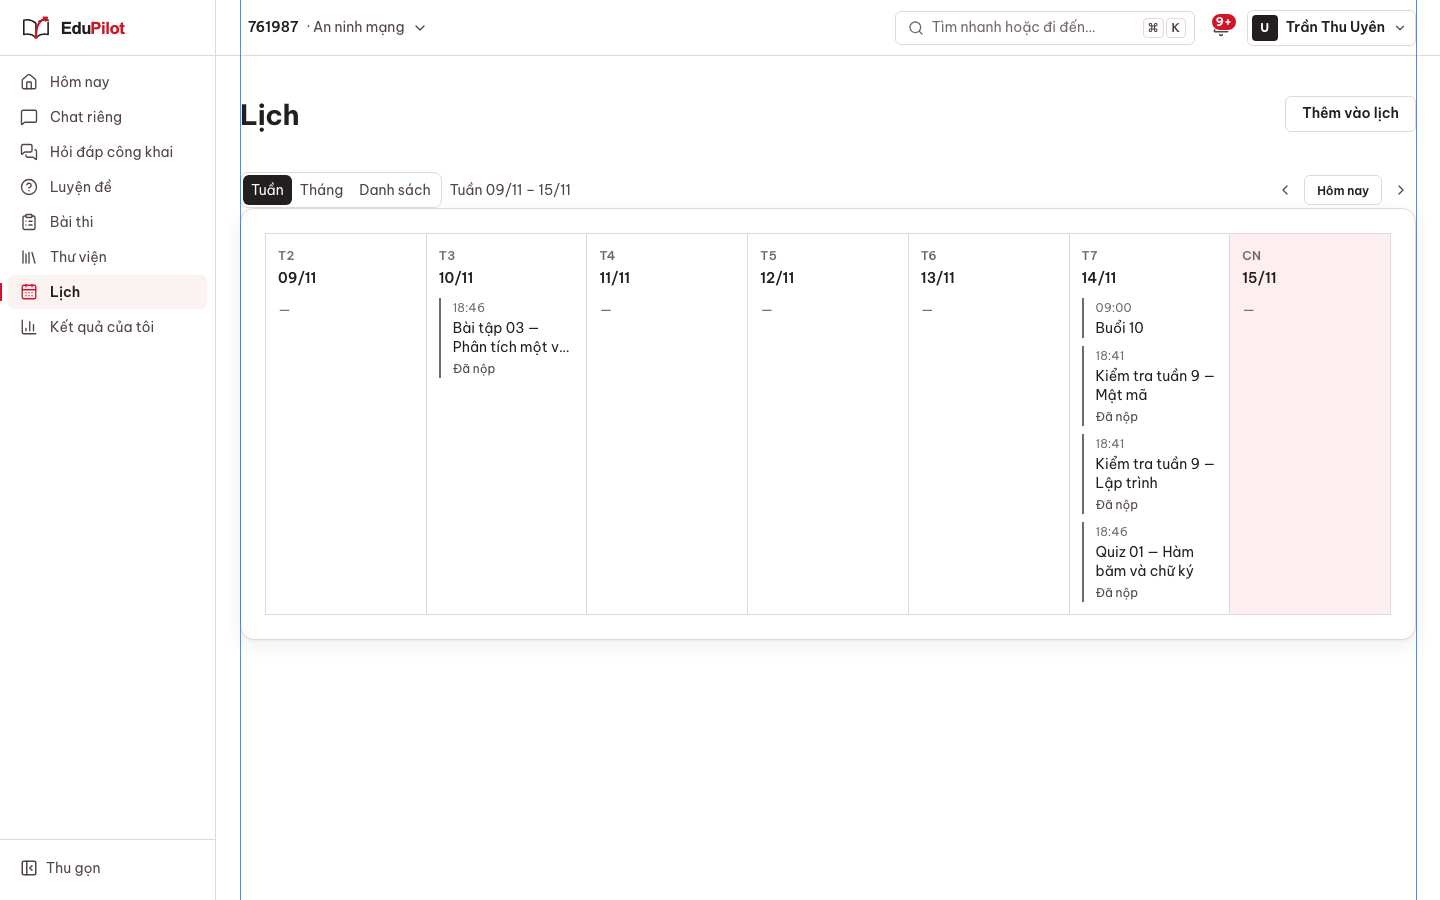 EduPilot
761987 · An ninh mạng
Tìm nhanh hoặc đi đến... ⌘ K
9+
U Trần Thu Uyên
Hôm nay
Chat riêng
Hỏi đáp công khai
Luyện đề
Bài thi
Thư viện
Lịch
Kết quả của tôi
Thu gọn
Lịch
Thêm vào lịch
Tuần Tháng Danh sách Tuần 09/11 – 15/11
Hôm nay
T2
09/11
—
T3
10/11
18:46
Bài tập 03 —
Phân tích một v...
Đã nộp
T4
11/11
—
T5
12/11
—
T6
13/11
—
T7
14/11
09:00
Buổi 10
18:41
Kiểm tra tuần 9 —
Mật mã
Đã nộp
18:41
Kiểm tra tuần 9 —
Lập trình
Đã nộp
18:46
Quiz 01 — Hàm
băm và chữ ký
Đã nộp
CN
15/11
—